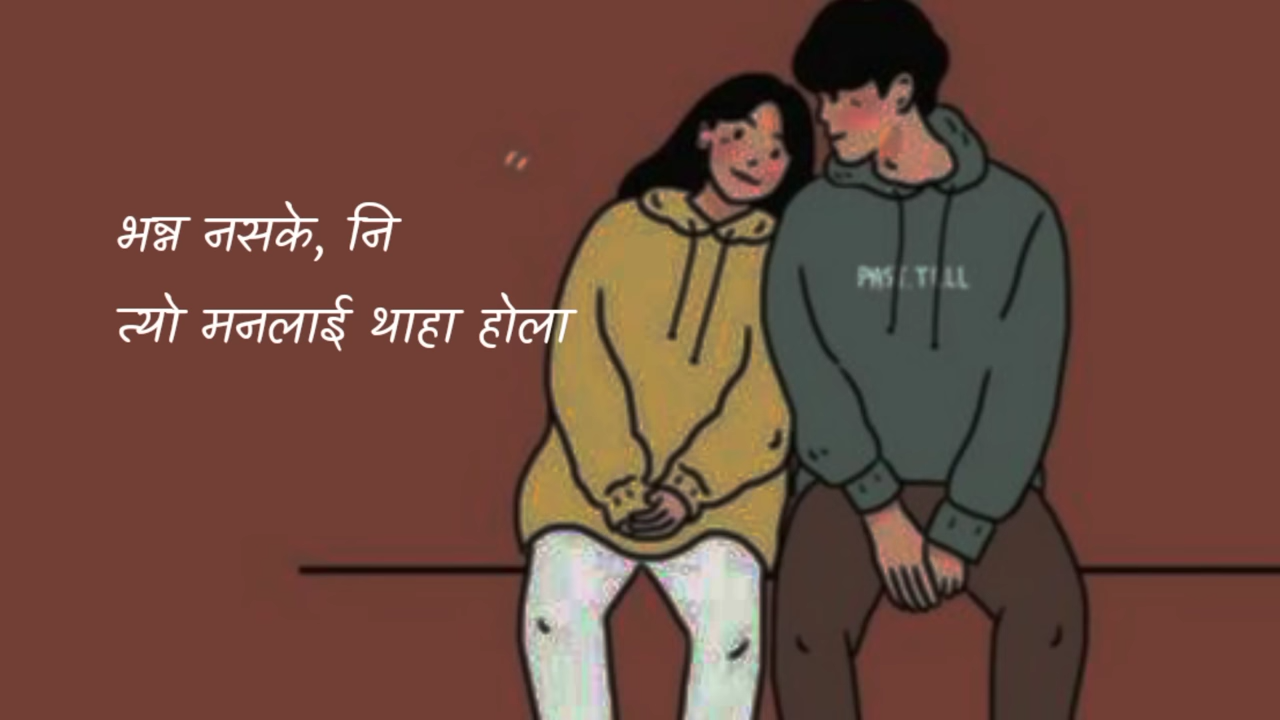 भन्न नसके, नि
त्यो मनलाई थाहा होला